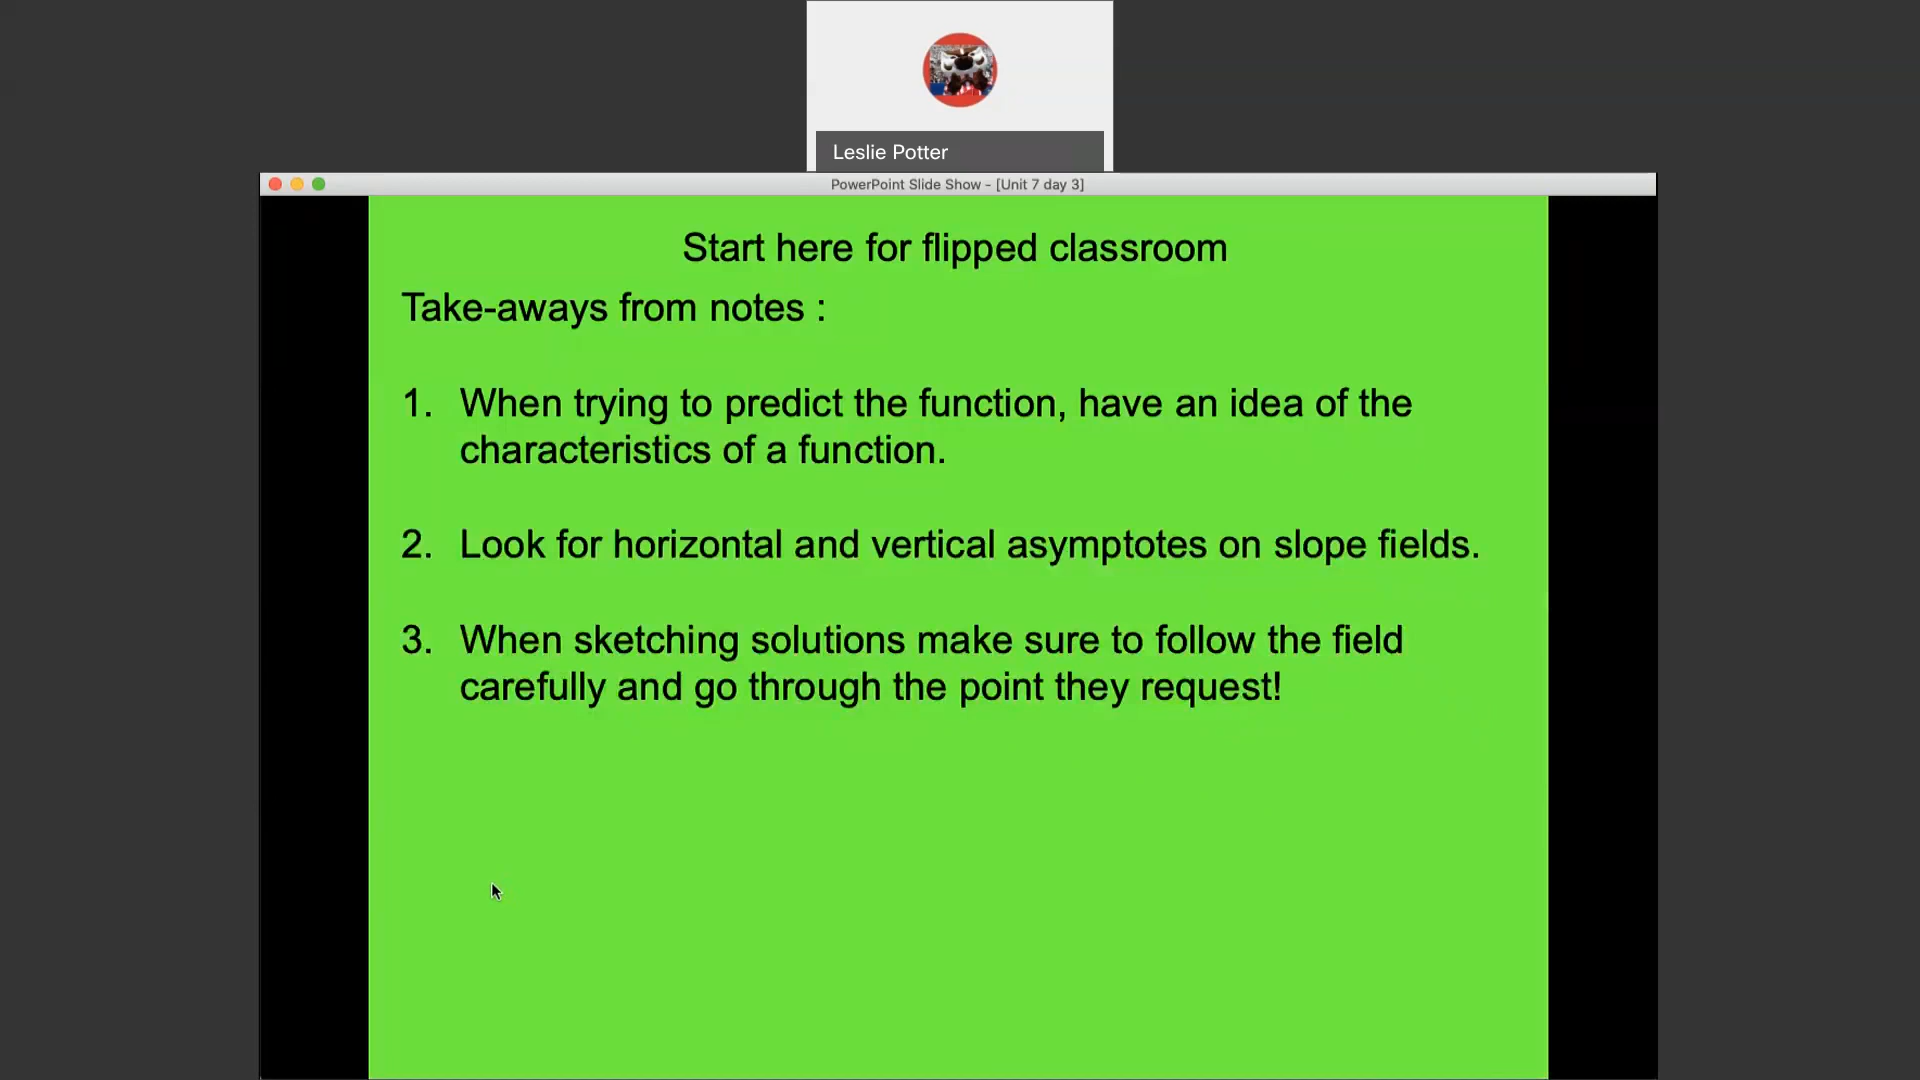 Leslie Potter
PowerPoint Slide Show - [Unit 7 day 3]
Start here for flipped classroom
Take-aways from notes :
1. When trying to predict the function, have an idea of the
characteristics of a function.
2. Look for horizontal and vertical asymptotes on slope fields.
3. When sketching solutions make sure to follow the field
carefully and go through the point they request!